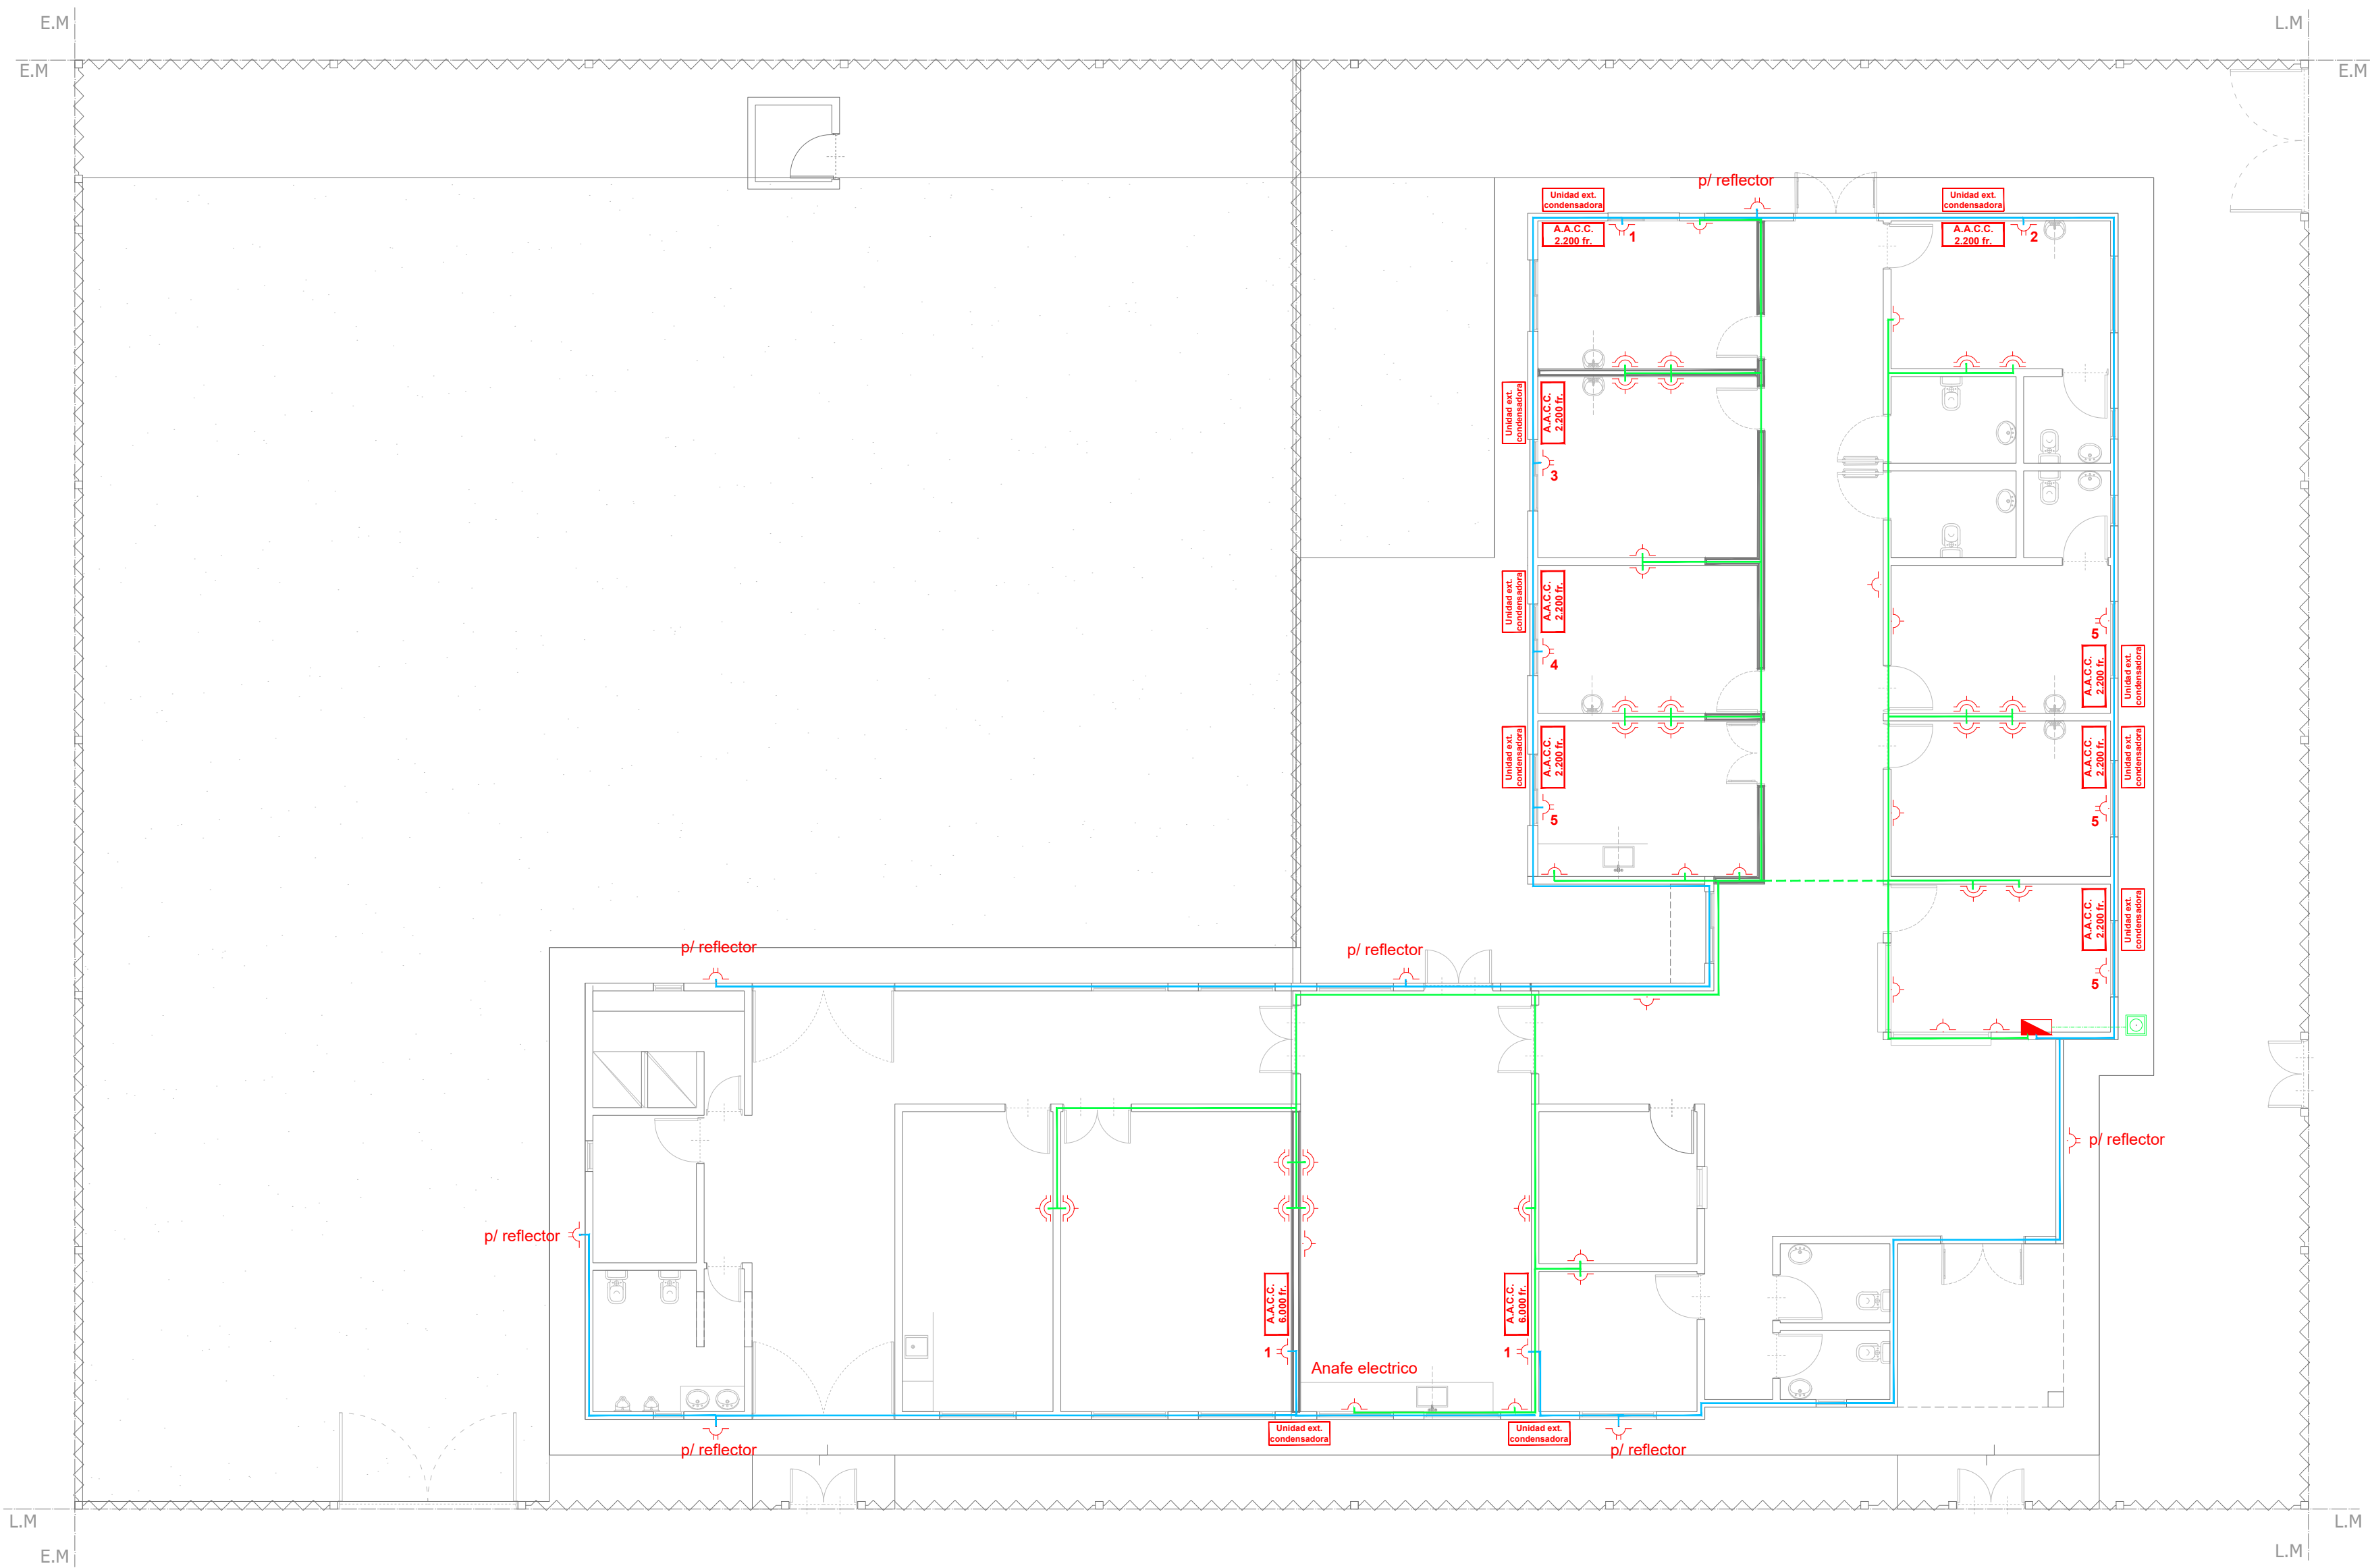 E.M
L.M
E.M
E.M
p/ reflector
Unidad ext.
condensadora
Unidad ext.
condensadora
A.A.C.C.
2.200 fr.
1
A.A.C.C.
2.200 fr.
2
Unidad ext.
condensadora
A.A.C.C.
2.200 fr.
3
Unidad ext.
condensadora
A.A.C.C.
2.200 fr.
4
5
A.A.C.C.
2.200 fr.
Unidad ext.
condensadora
Unidad ext.
condensadora
A.A.C.C.
2.200 fr.
5
A.A.C.C.
2.200 fr.
Unidad ext.
condensadora
5
A.A.C.C.
2.200 fr.
Unidad ext.
condensadora
5
p/ reflector
p/ reflector
p/ reflector
p/ reflector
A.A.C.C.
6.000 fr.
1
A.A.C.C.
6.000 fr.
1
Anafe electrico
Unidad ext.
condensadora
Unidad ext.
condensadora
p/ reflector
p/ reflector
L.M
L.M
E.M
L.M